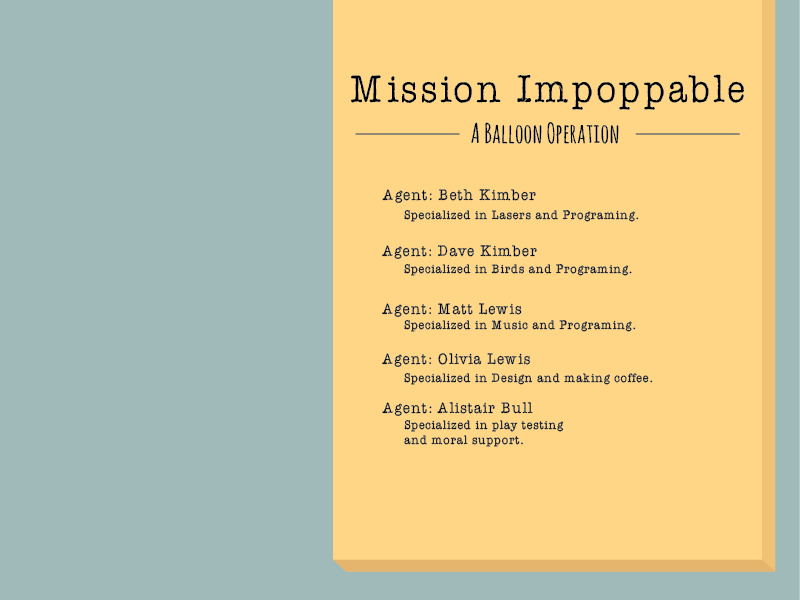 Mission Impoppable
A Balloon Operation
Agent: Beth Kimber
Specialized in Lasers and Programing.
Agent: Dave Kimber
Specialized in Birds and Programing.
Agent: Matt Lewis
Specialized in Music and Programing.
Agent: Olivia Lewis
Specialized in Design and making coffee.
Agent: Alistair Bull
Specialized in play testing
and moral support.